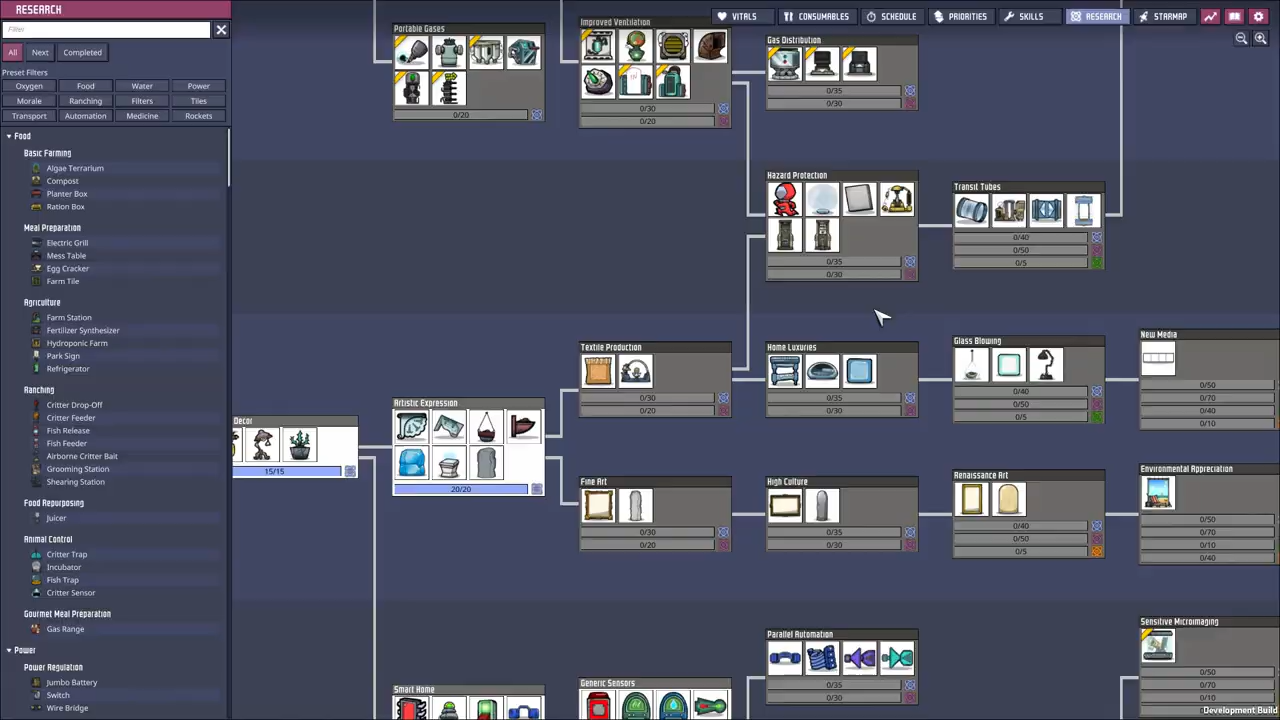 RESEARCH
VITALS
CONSUMABLES
SCHEDULE
PRIORITIES
SKILLS
RESEARCH
STARMAP
Filter
All
Next
Completed
Preset Filters
Oxygen
Food
Water
Power
Morale
Ranching
Filters
Tiles
Transport
Automation
Medicine
Rockets
Food
Basic Farming
Algae Terrarium
Compost
Planter Box
Ration Box
Meal Preparation
Electric Grill
Mess Table
Egg Cracker
Farm Tile
Agriculture
Farm Station
Fertilizer Synthesizer
Hydroponic Farm
Park Sign
Refrigerator
Ranching
Critter Drop-Off
Critter Feeder
Fish Release
Fish Feeder
Airborne Critter Bait
Grooming Station
Shearing Station
Food Repurposing
Juicer
Animal Control
Critter Trap
Incubator
Fish Trap
Critter Sensor
Gourmet Meal Preparation
Gas Range
Power
Power Regulation
Jumbo Battery
Switch
Wire Bridge
Portable Gases
0/20
Improved Ventilation
0/30
0/20
Gas Distribution
0/35
0/30
Hazard Protection
0/35
0/30
Transit Tubes
0/40
0/50
0/5
Textile Production
0/30
0/20
Home Luxuries
0/35
0/30
Glass Blowing
0/40
0/50
0/5
New Media
0/50
0/70
0/40
0/10
Decor
15/15
Artistic Expression
20/20
Fine Art
0/30
0/20
High Culture
0/35
0/30
Renaissance Art
0/40
0/50
0/5
Environmental Appreciation
0/50
0/70
0/10
0/40
Parallel Automation
0/35
0/30
Sensitive Microimaging
0/50
0/70
0/10
Smart Home
Generic Sensors
Development Build